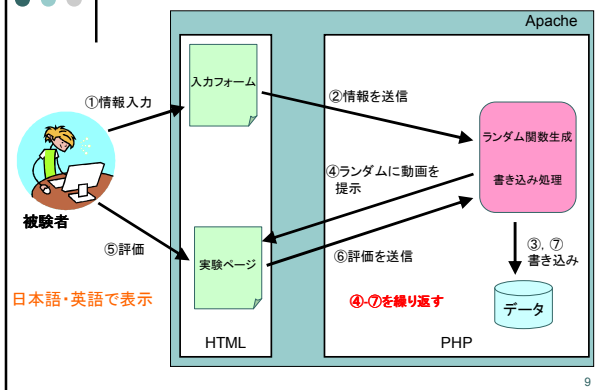 Apache
入力フォーム
①情報入力
②情報を送信
ランダム関数生成
書き込み処理
④ランダムに動画を
提示
被験者
⑤評価
実験ページ
⑥評価を送信
③, ⑦
書き込み
日本語・英語で表示
④-⑦を繰り返す
データ
HTML
PHP
9